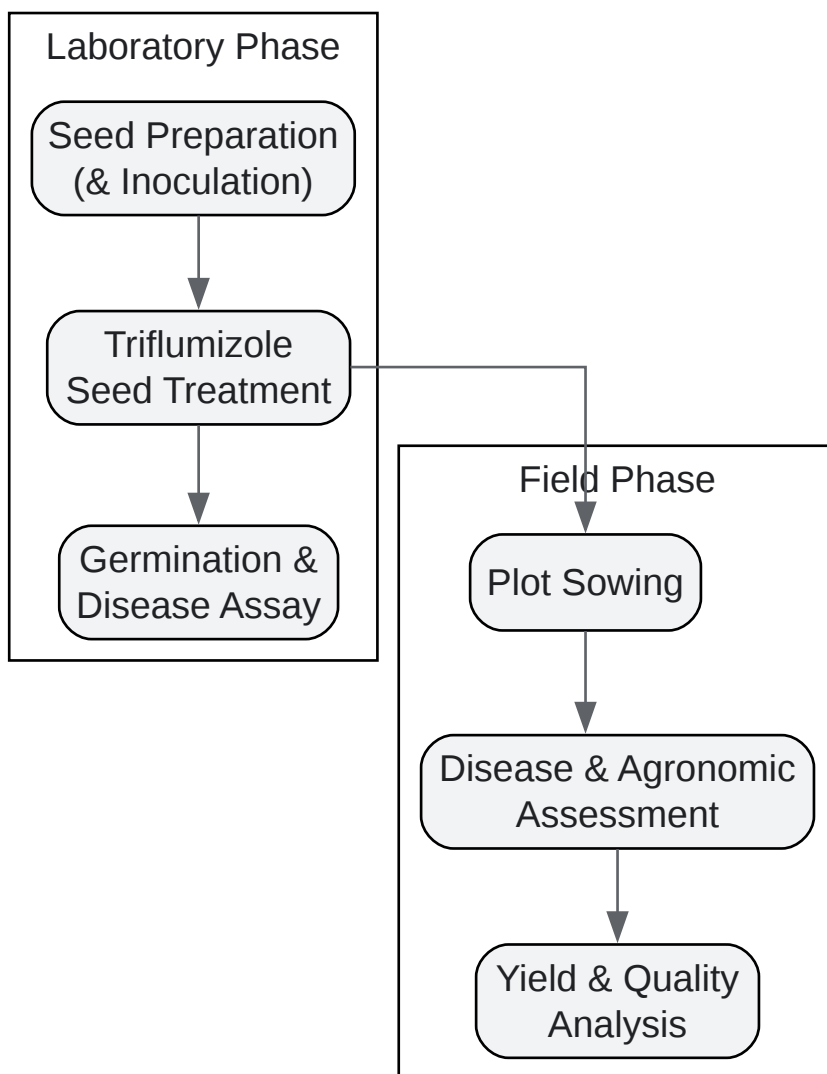 Laboratory Phase
Seed Preparation
(& Inoculation)
Triflumizole
Seed Treatment
Germination &
Disease Assay
Field Phase
Plot Sowing
Disease & Agronomic
Assessment
Yield & Quality
Analysis